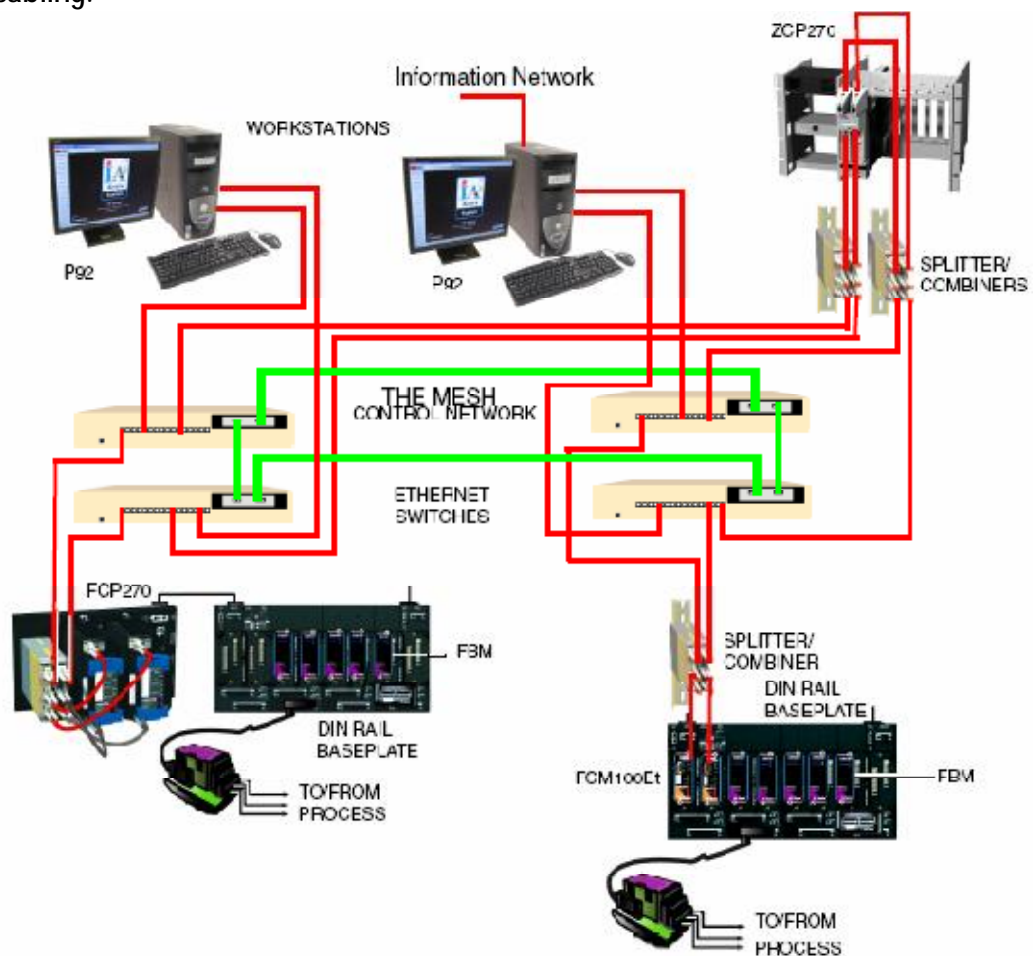 cabling.
ZCP270
Information Network
WORKSTATIONS
P92
P92
SPLITTER/
COMBINERS
THE MESH
CONTROL NETWORK
ETHERNET
SWITCHES
FCP270
FBM
SPLITTER/
COMBINER
DIN RAIL
BASEPLATE
DIN RAIL
BASEPLATE
FCM100Et
FBM
TO/FROM
PROCESS
TO/FROM
PROCESS